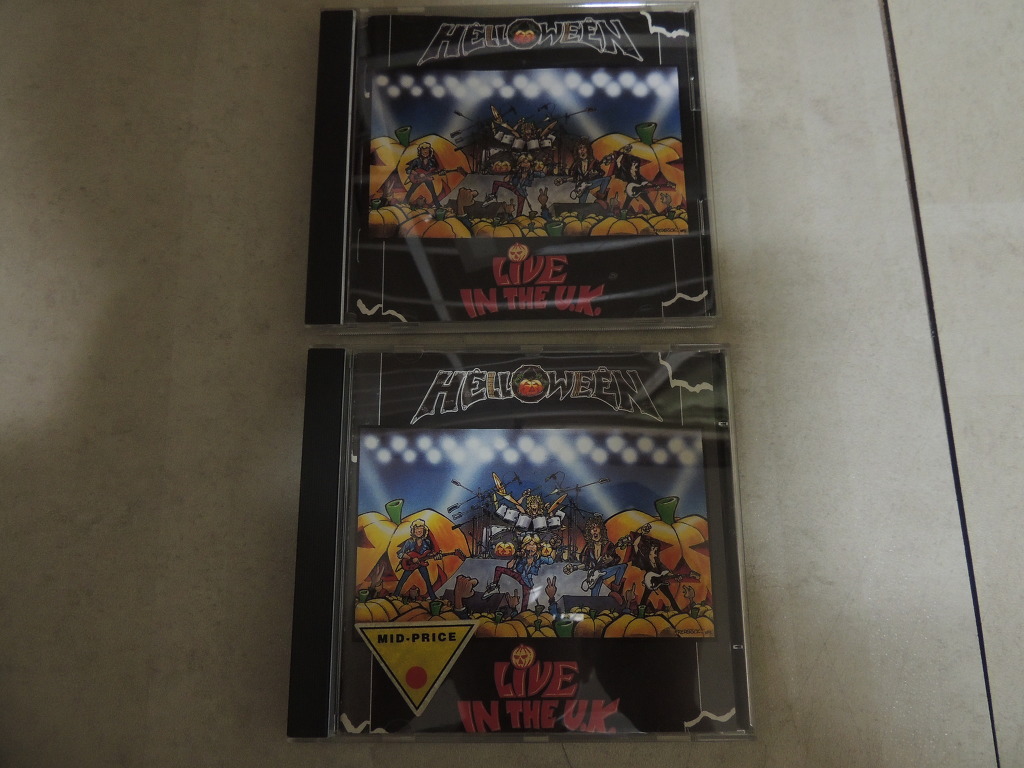 HELLOWEEN
LIVE
IN THE U.K.
HELLOWEEN
MID-PRICE
LIVE
IN THE U.K.